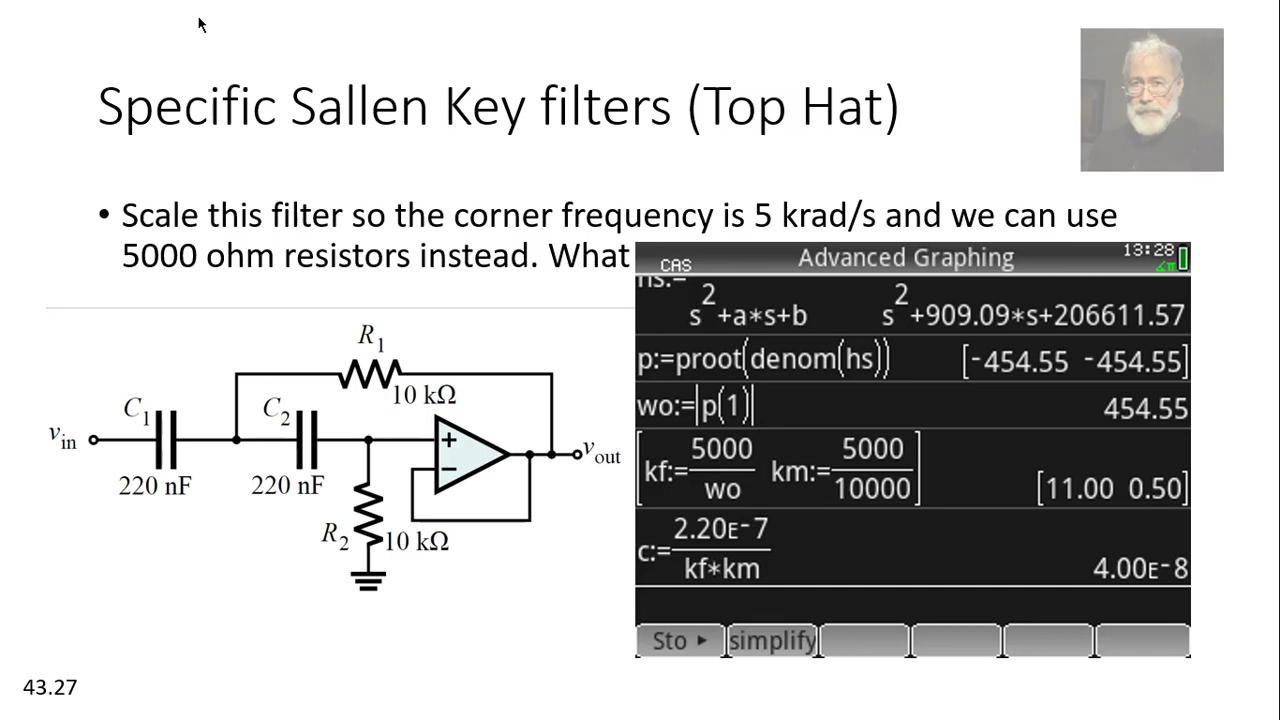 Specific Sallen Key filters (Top Hat)
• Scale this filter so the corner frequency is 5 krad/s and we can use
5000 ohm resistors instead. What
CAS Advanced Graphing 13:28
∡π
hs:=
s²+a*s+b s²+909.09*s+206611.57
p:=proot(denom(hs)) [-454.55 -454.55]
wo:=|p(1)| 454.55
[kf:=5000/wo km:=5000/10000] [11.00 0.50]
c:=2.20E-7/kf*km 4.00E-8
Sto ▸ simplify
R₁
10 kΩ
C₁
C₂
vin
+
−
vout
220 nF
220 nF
R₂
10 kΩ
43.27